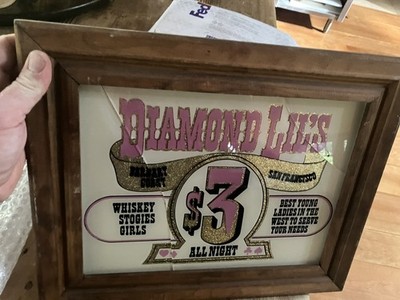 FedEx
DIAMOND LIL'S
BARBARY COAST
SAN FRANCISCO
$3
ALL NIGHT
WHISKEY
STOGIES
GIRLS
BEST YOUNG
LADIES IN THE
WEST TO SERVE
YOUR NEEDS